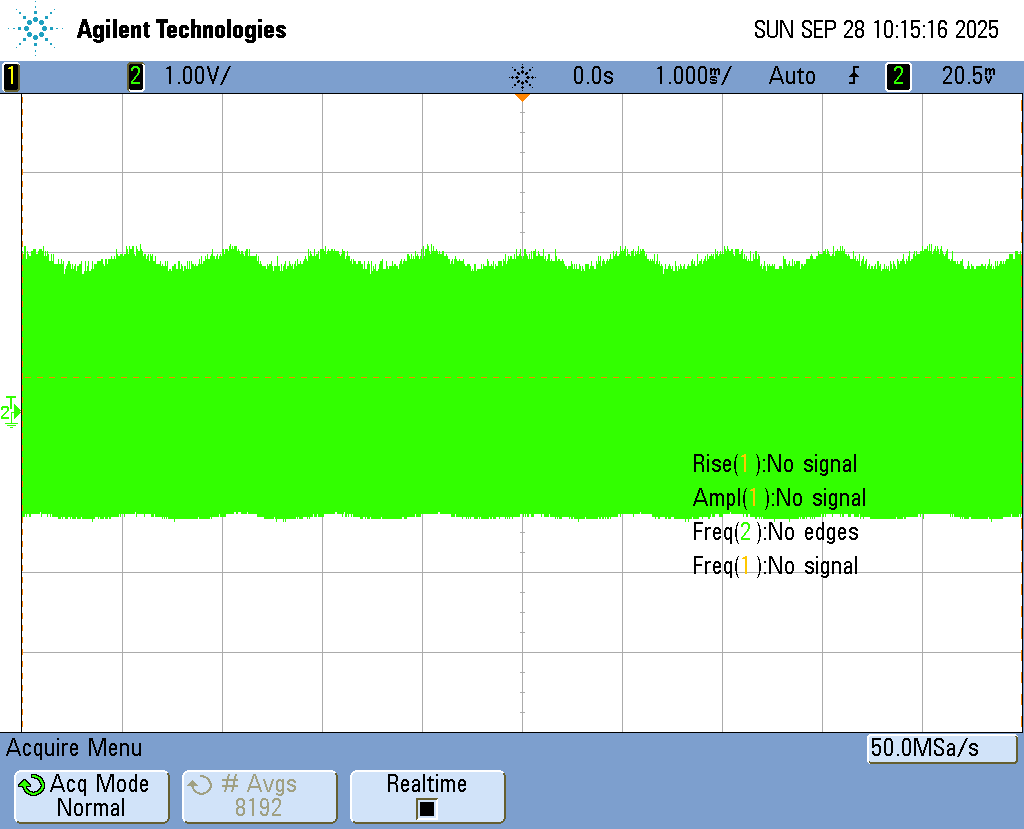 Agilent Technologies
SUN SEP 28 10:15:16 2025
1 2 1.00V/ 0.0s 1.000ms/ Auto 2 20.5mV
2
Rise(1):No signal
Ampl(1):No signal
Freq(2):No edges
Freq(1):No signal
Acquire Menu
50.0MSa/s
Acq Mode
Normal
# Avgs
8192
Realtime